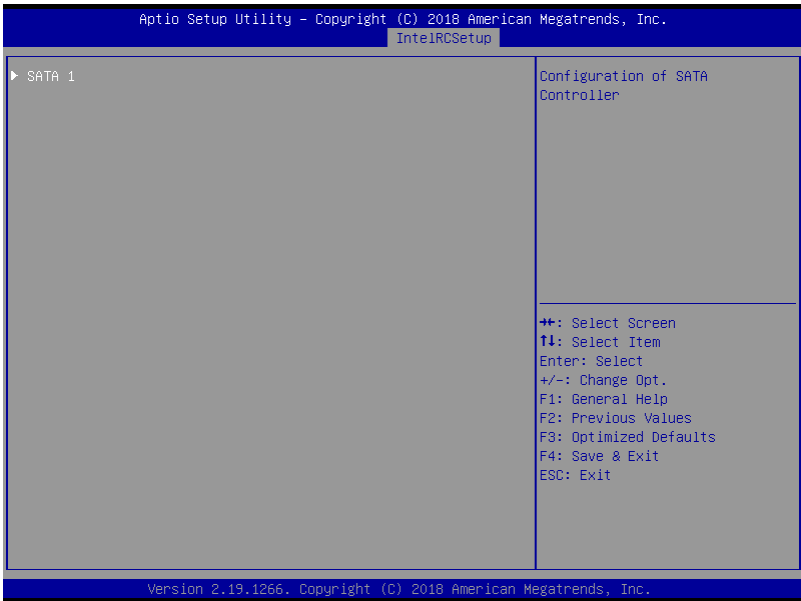 Aptio Setup Utility – Copyright (C) 2018 American Megatrends, Inc.
IntelRCSetup
SATA 1
Configuration of SATA
Controller
→←: Select Screen
↑↓: Select Item
Enter: Select
+/-: Change Opt.
F1: General Help
F2: Previous Values
F3: Optimized Defaults
F4: Save & Exit
ESC: Exit
Version 2.19.1266. Copyright (C) 2018 American Megatrends, Inc.